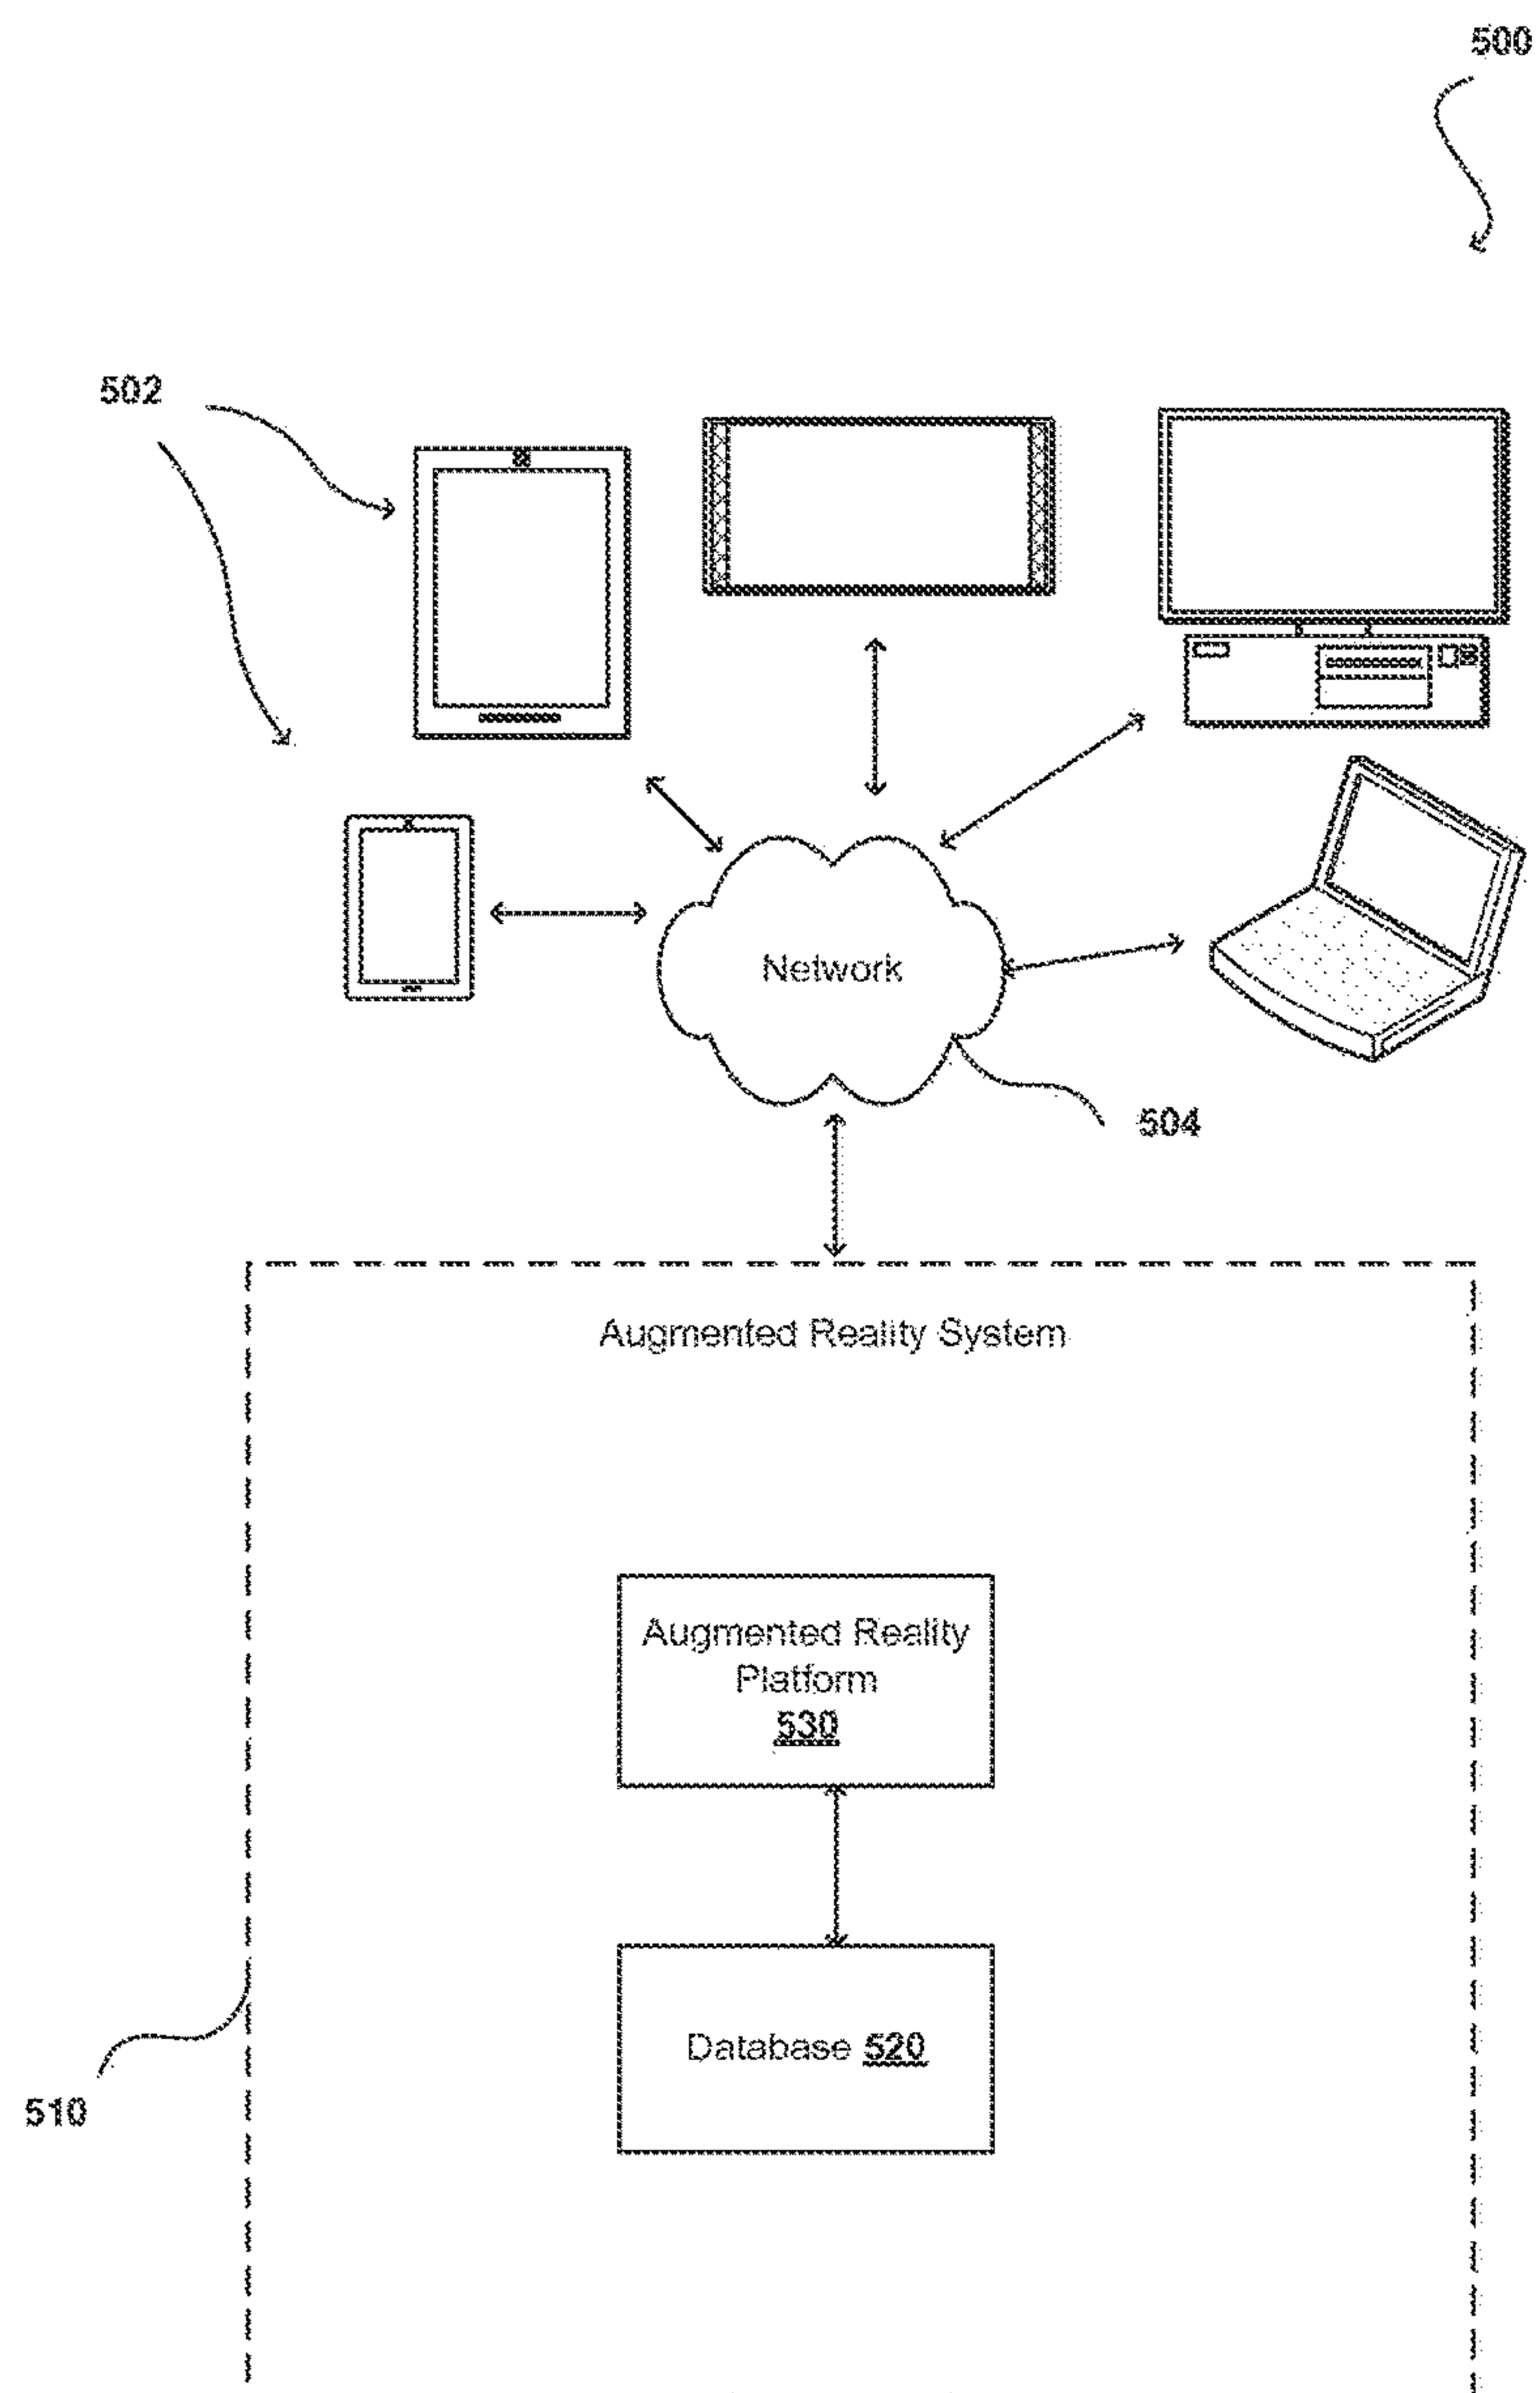 500
502
Network
504
Augmented Reality System
Augmented Reality
Platform
530
Database 520
510